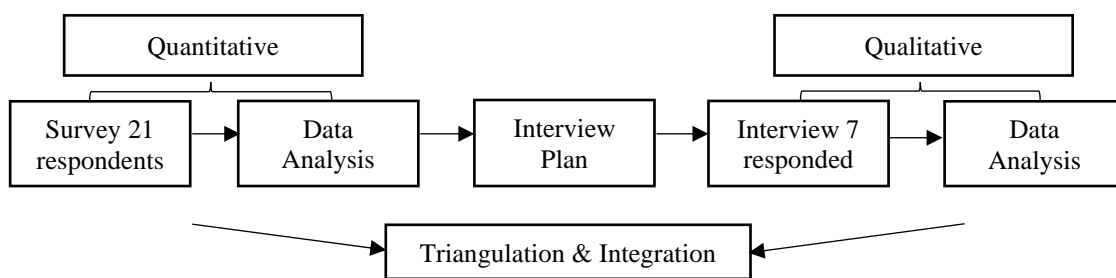 Quantitative
Qualitative
Survey 21
respondents
Data
Analysis
Interview
Plan
Interview 7
responded
Data
Analysis
Triangulation & Integration